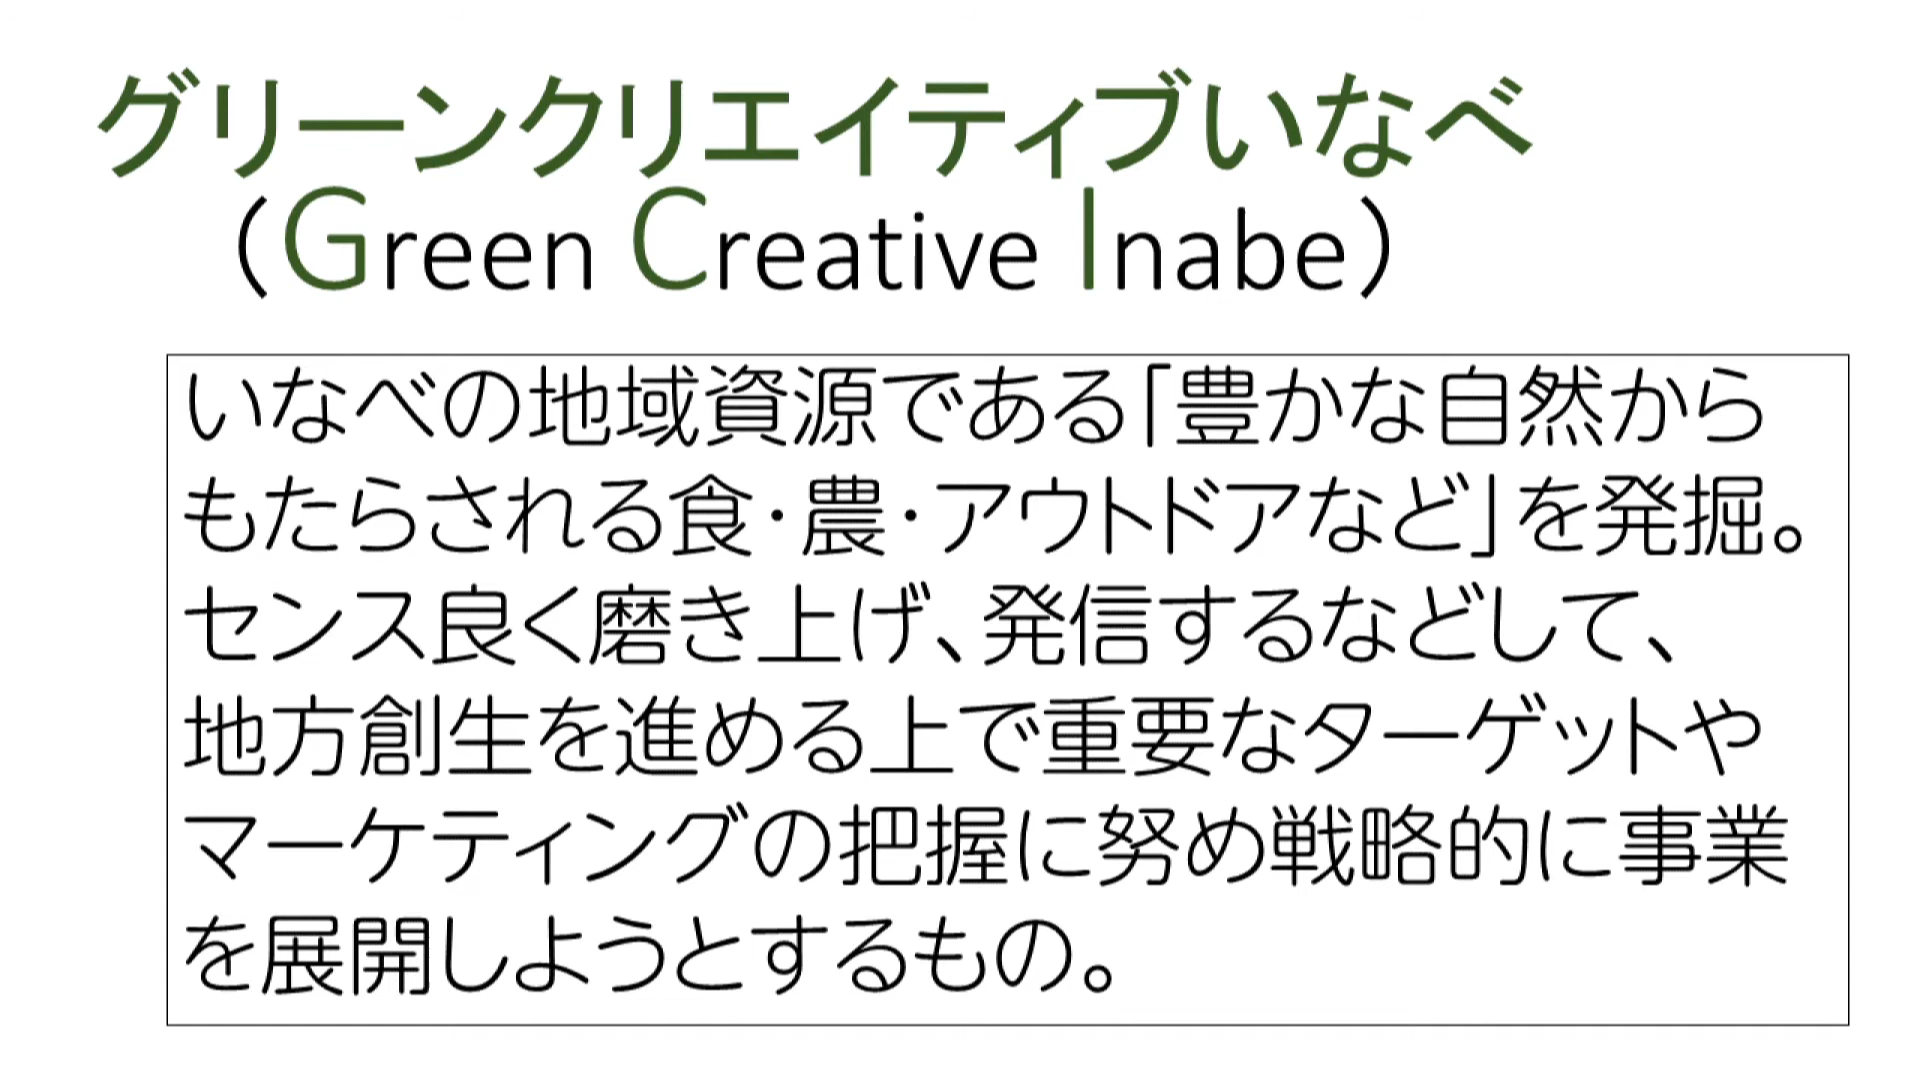 グリーンクリエイティブいなべ
（Green Creative Inabe）
いなべの地域資源である「豊かな自然から
もたらされる食・農・アウトドアなど」を発掘。
センス良く磨き上げ、発信するなどして、
地方創生を進める上で重要なターゲットや
マーケティングの把握に努め戦略的に事業
を展開しようとするもの。